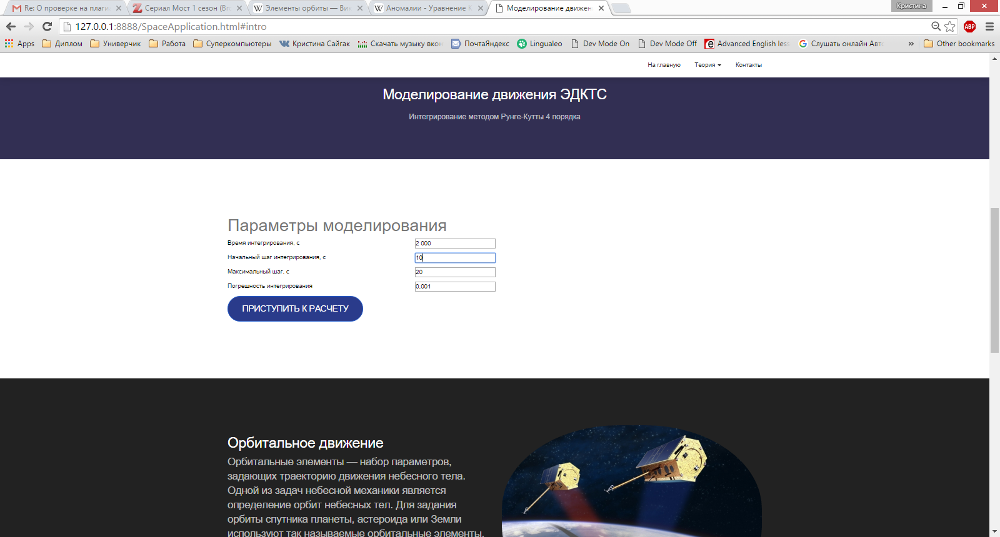 Кристина
Re: О проверке на плаги
Сериал Мост 1 сезон (Br
Элементы орбиты — Ви
Аномалии - Уравнение К
Моделирование движен
127.0.0.1:8888/SpaceApplication.html#intro
ABP
Apps
Диплом
Универчик
Работа
Суперкомпьютеры
Кристина Сайгак
Скачать музыку вкон
ПочтаЯндекс
Lingualeo
Dev Mode On
Dev Mode Off
Advanced English less
Слушать онлайн Авт
»
Other bookmarks
На главную
Теория
Контакты
Моделирование движения ЭДКТС
Интегрирование методом Рунге-Кутты 4 порядка
Параметры моделирования
Время интегрирования, с
2 000
Начальный шаг интегрирования, с
10
Максимальный шаг, с
20
Погрешность интегрирования
0,001
ПРИСТУПИТЬ К РАСЧЕТУ
Орбитальное движение
Орбитальные элементы — набор параметров,
задающих траекторию движения небесного тела.
Одной из задач небесной механики является
определение орбит небесных тел. Для задания
орбиты спутника планеты, астероида или Земли
используют так называемые орбитальные элементы.